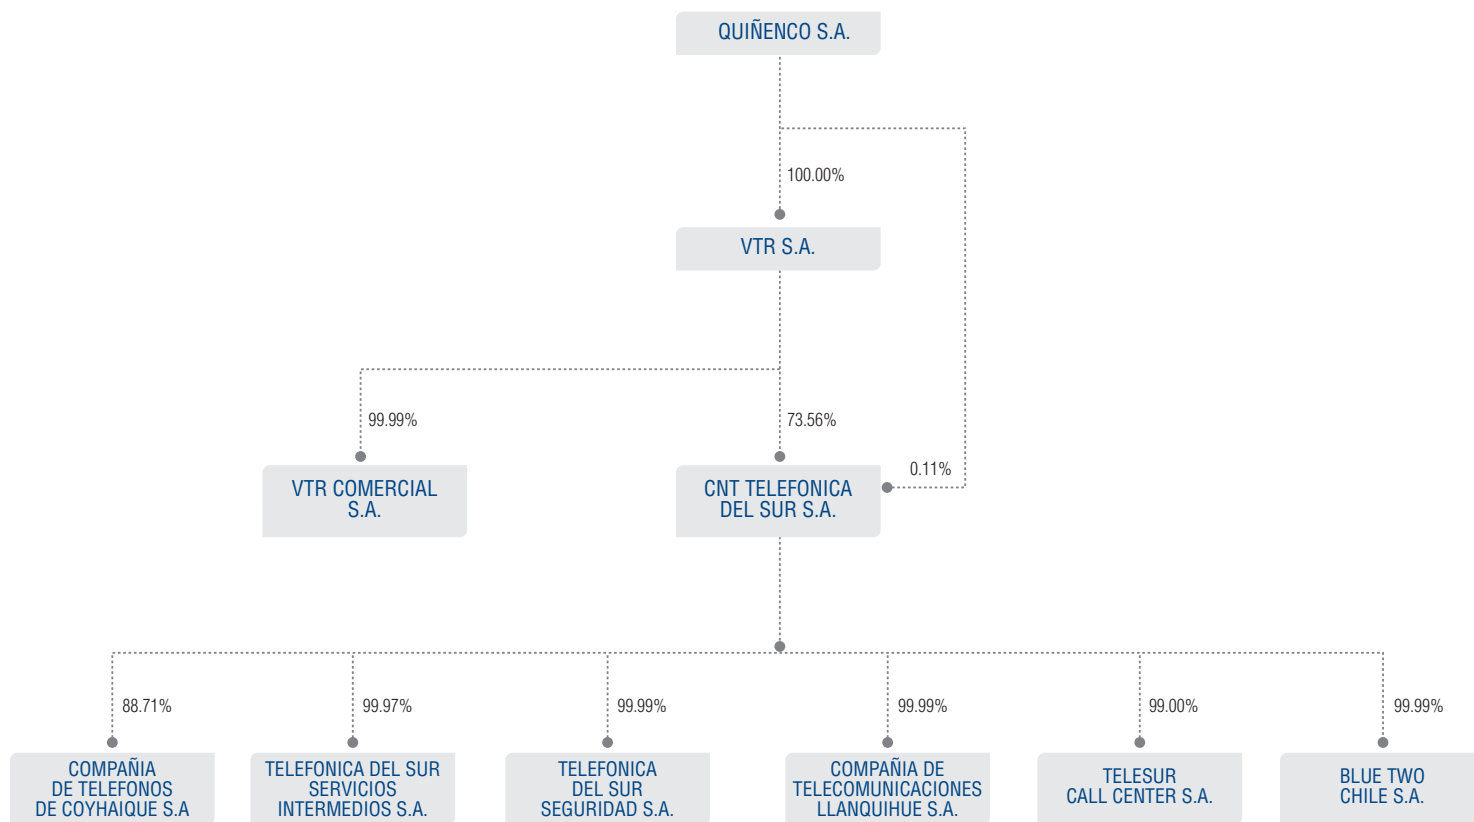 QUIÑENCO S.A.
100.00%
VTR S.A.
99.99%
73.56%
0.11%
VTR COMERCIAL
S.A.
CNT TELEFONICA
DEL SUR S.A.
88.71%
99.97%
99.99%
99.99%
99.00%
99.99%
COMPAÑIA
DE TELEFONOS
DE COYHAIQUE S.A
TELEFONICA DEL SUR
SERVICIOS
INTERMEDIOS S.A.
TELEFONICA
DEL SUR
SEGURIDAD S.A.
COMPAÑIA DE
TELECOMUNICACIONES
LLANQUIHUE S.A.
TELESUR
CALL CENTER S.A.
BLUE TWO
CHILE S.A.